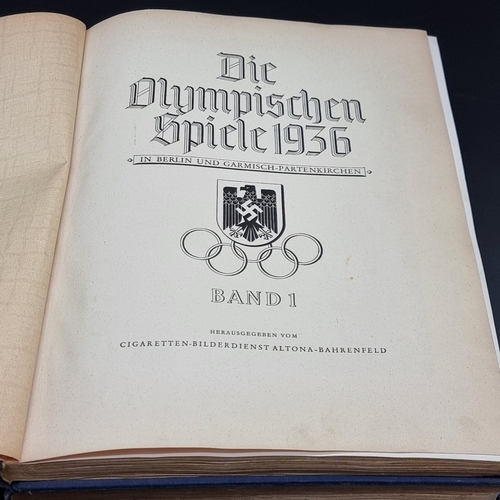 Die
Olympischen
Spiele 1936
IN BERLIN UND GARMISCH-PARTENKIRCHEN
BAND 1
HERAUSGEGEBEN VOM
CIGARETTEN-BILDERDIENST ALTONA-BAHRENFELD